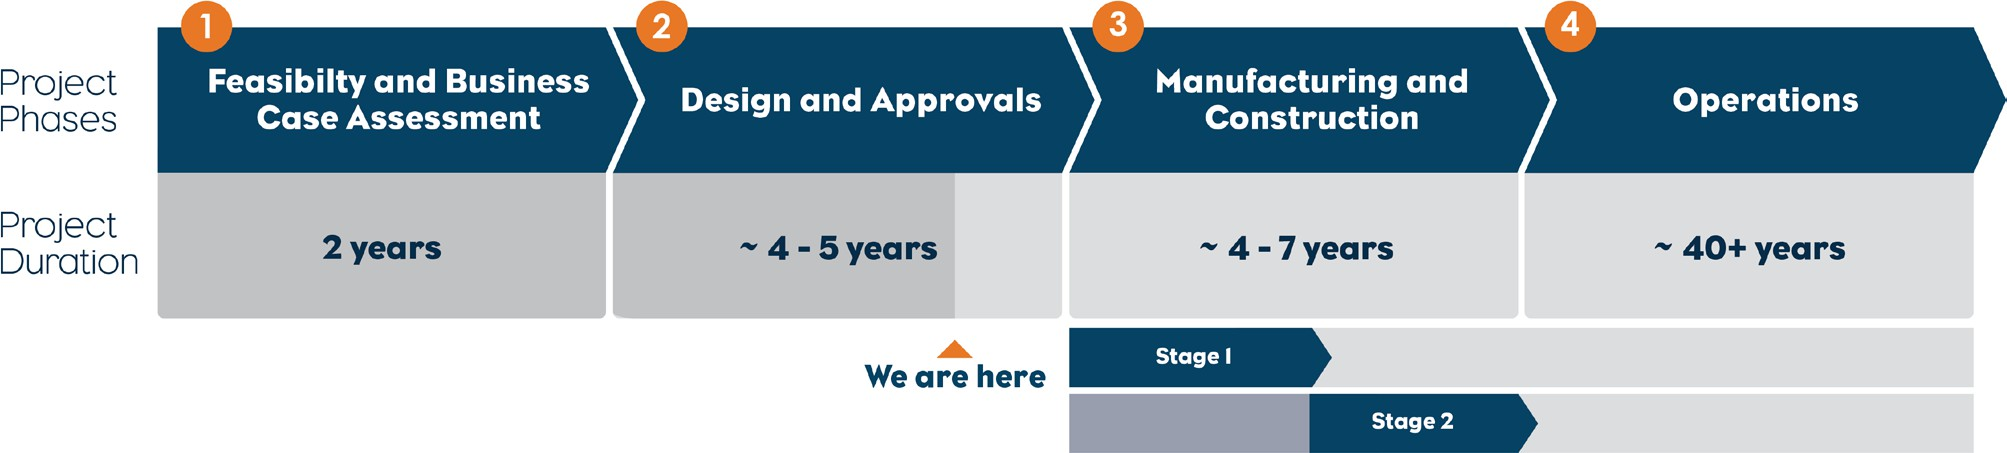 1
2
3
4
Project
Phases
Feasibilty and Business
Case Assessment
Design and Approvals
Manufacturing and
Construction
Operations
Project
Duration
2 years
~ 4 - 5 years
~ 4 - 7 years
~ 40+ years
We are here
Stage 1
Stage 2